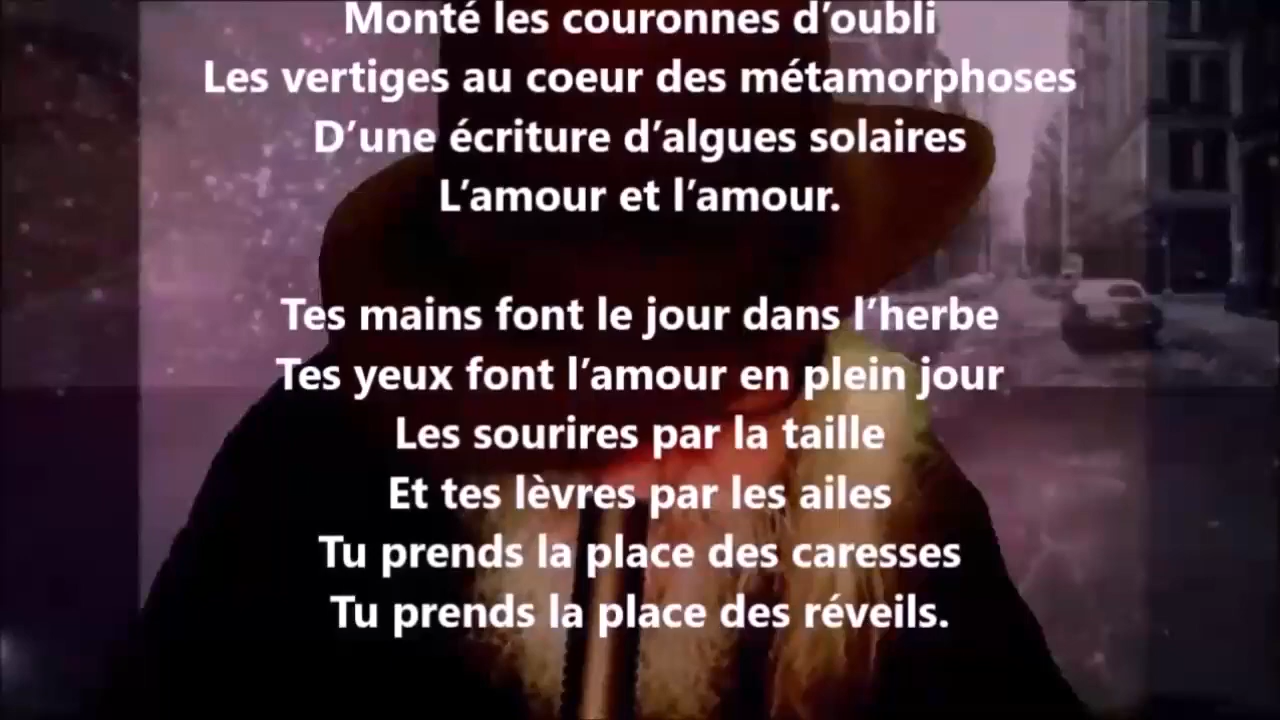 Monté les couronnes d’oubli
Les vertiges au coeur des métamorphoses
D’une écriture d’algues solaires
L’amour et l’amour.
Tes mains font le jour dans l’herbe
Tes yeux font l’amour en plein jour
Les sourires par la taille
Et tes lèvres par les ailes
Tu prends la place des caresses
Tu prends la place des réveils.